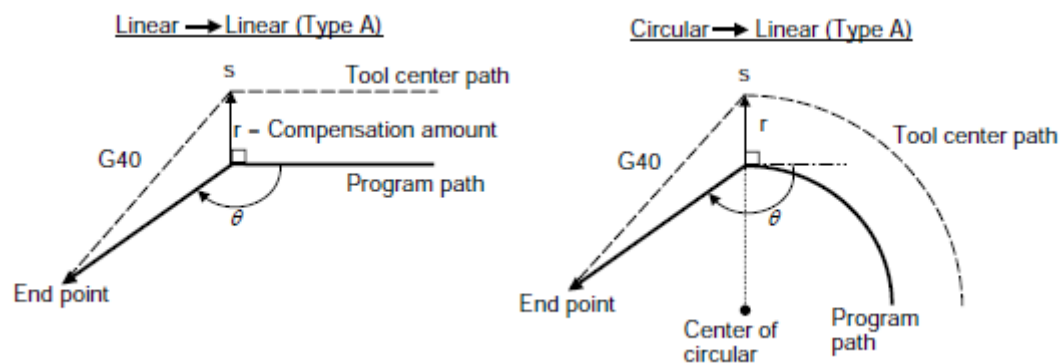 Linear → Linear (Type A)
s
Tool center path
r = Compensation amount
G40
Program path
θ
End point
Circular → Linear (Type A)
s
r
Tool center path
G40
θ
End point
Center of
circular
Program
path